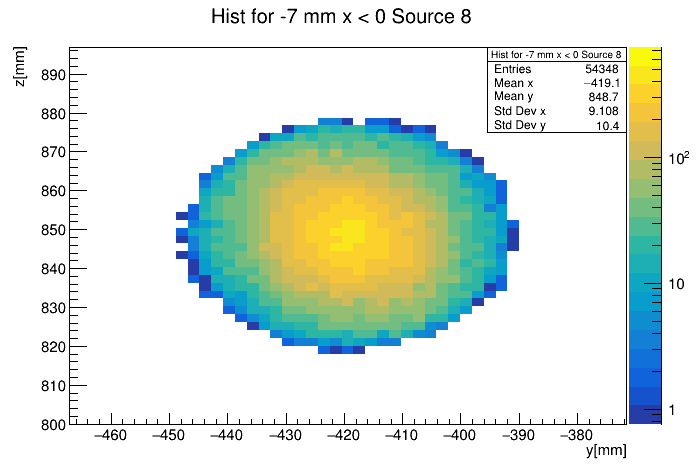 Hist for -7 mm x < 0 Source 8
z[mm]
Hist for -7 mm x < 0 Source 8
Entries 54348
Mean x −419.1
Mean y 848.7
Std Dev x 9.108
Std Dev y 10.4
890
880
870
860
850
840
830
820
810
800
−460 −450 −440 −430 −420 −410 −400 −390 −380
y[mm]
10²
10
1